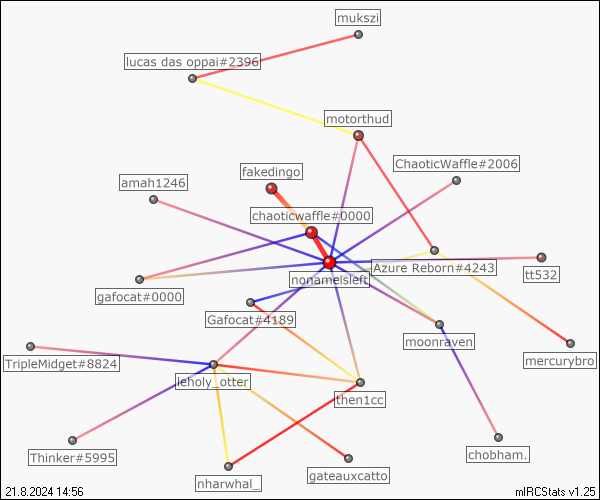 mukszi
lucas das oppai#2396
motorthud
ChaoticWaffle#2006
fakedingo
amah1246
chaoticwaffle#0000
Azure Reborn#4243
tt532
nonameisleft
gafocat#0000
Gafocat#4189
moonraven
TripleMidget#8824
mercurybro
leholy_otter
then1cc
Thinker#5995
chobham.
gateauxcatto
nharwhal_
21.8.2024 14:56
mIRCStats v1.25